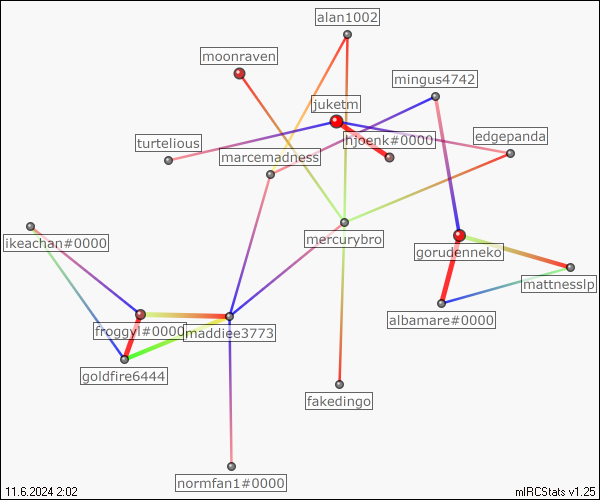 alan1002
moonraven
mingus4742
juketm
hjoenk#0000
edgepanda
turtelious
marcemadness
mercurybro
ikeachan#0000
gorudenneko
mattnesslp
albamare#0000
froggyl#0000
maddiee3773
goldfire6444
fakedingo
normfan1#0000
11.6.2024 2:02
mIRCStats v1.25